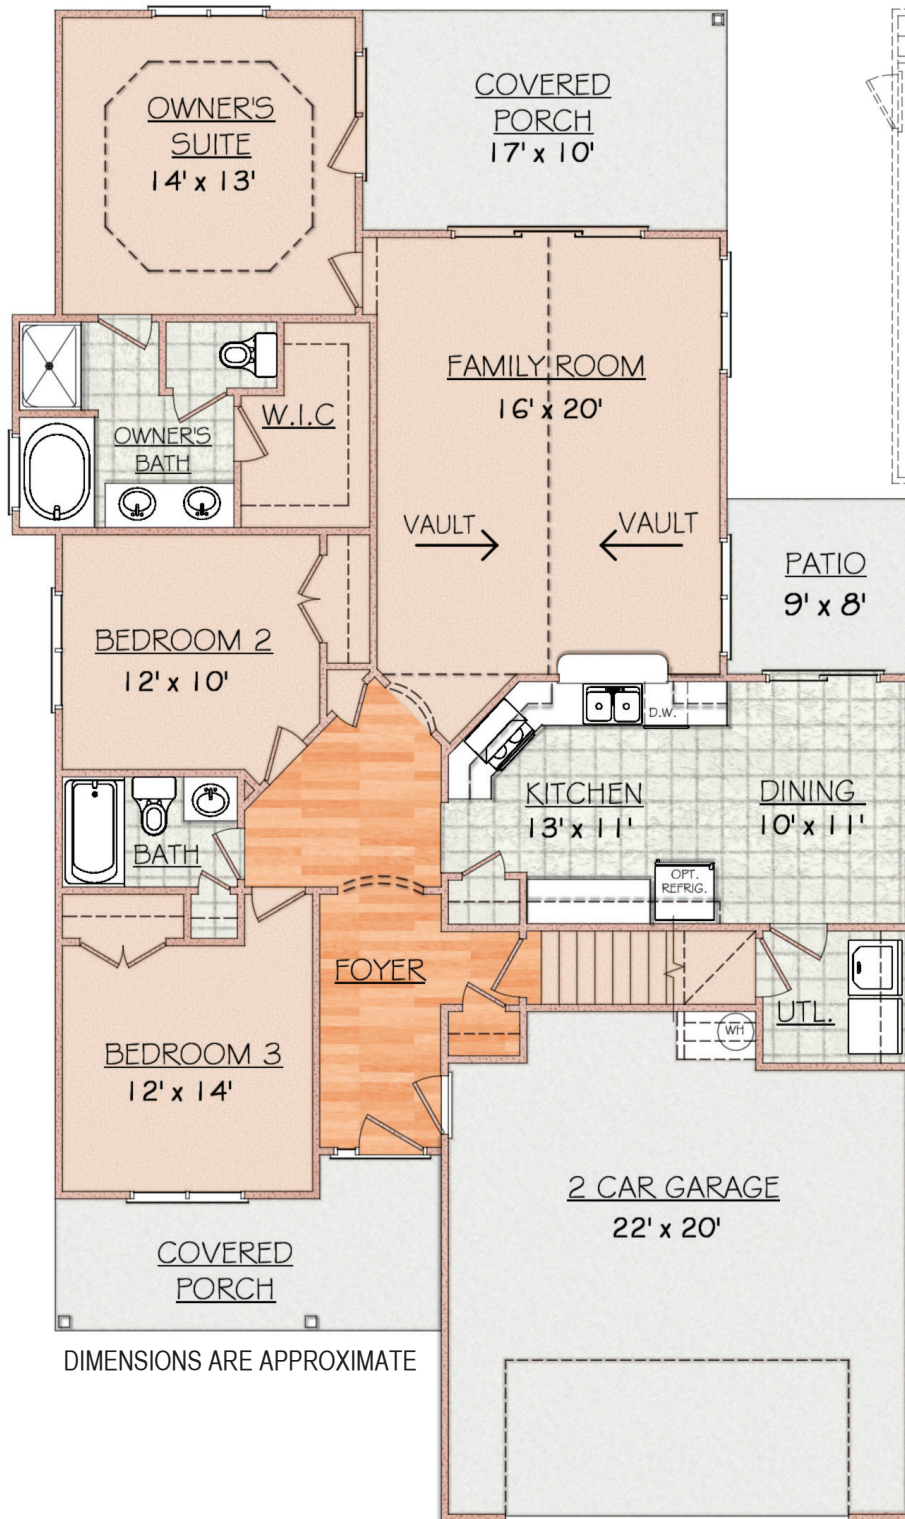 OWNER'S
SUITE
14' x 13'
COVERED
PORCH
17' x 10'
FAMILY ROOM
16' x 20'
W.I.C
OWNER'S
BATH
VAULT
VAULT
PATIO
9' x 8'
BEDROOM 2
12' x 10'
D.W.
KITCHEN
13' x 11'
DINING
10' x 11'
BATH
OPT.
REFRIG.
FOYER
UTL.
WH
BEDROOM 3
12' x 14'
2 CAR GARAGE
22' x 20'
COVERED
PORCH
DIMENSIONS ARE APPROXIMATE